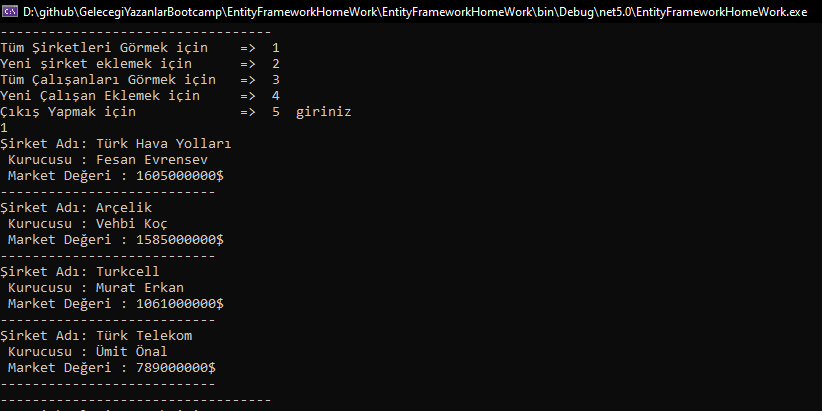 D:\github\GelecegiYazanlarBootcamp\EntityFrameworkHomeWork\EntityFrameworkHomeWork\bin\Debug\net5.0\EntityFrameworkHomeWork.exe
----------------------------------
Tüm Şirketleri Görmek için    =>  1
Yeni şirket eklemek için      =>  2
Tüm Çalışanları Görmek için   =>  3
Yeni Çalışan Eklemek için     =>  4
Çıkış Yapmak için             =>  5  giriniz
1
Şirket Adı: Türk Hava Yolları
 Kurucusu : Fesan Evrensev
 Market Değeri : 1605000000$
---------------------------
Şirket Adı: Arçelik
 Kurucusu : Vehbi Koç
 Market Değeri : 1585000000$
---------------------------
Şirket Adı: Turkcell
 Kurucusu : Murat Erkan
 Market Değeri : 1061000000$
---------------------------
Şirket Adı: Türk Telekom
 Kurucusu : Ümit Önal
 Market Değeri : 789000000$
---------------------------
----------------------------------